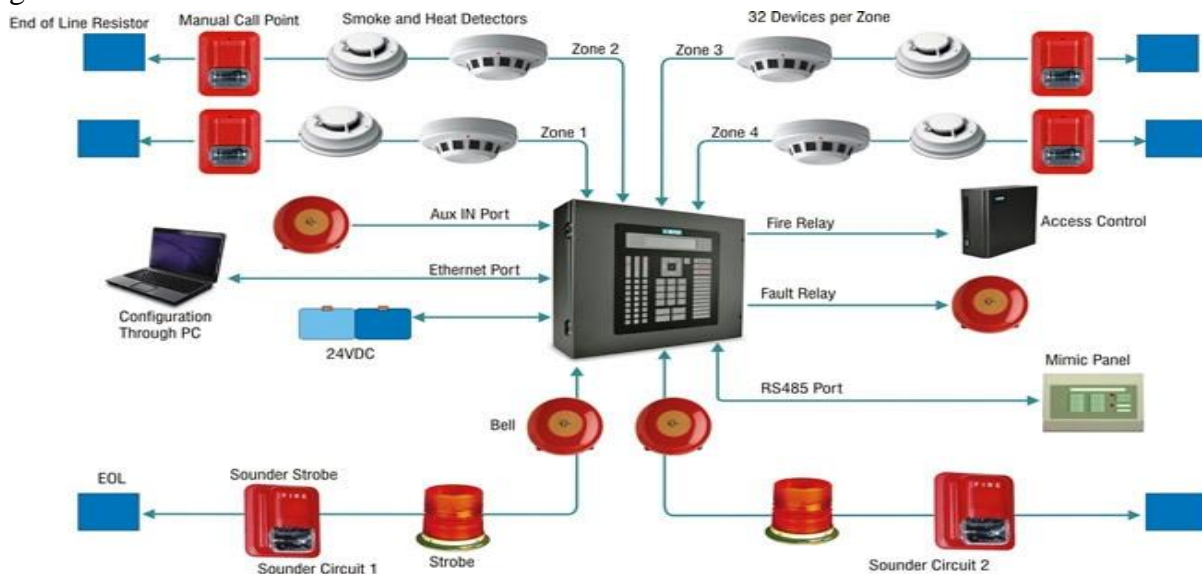 End of Line Resistor
Manual Call Point
Smoke and Heat Detectors
32 Devices per Zone
Zone 2
Zone 3
Zone 1
Zone 4
Aux IN Port
Fire Relay
Access Control
Ethernet Port
Fault Relay
Configuration
Through PC
24VDC
Mimic Panel
RS485 Port
Bell
EOL
Sounder Strobe
FIRE
FIRE
Strobe
Sounder Circuit 1
Sounder Circuit 2